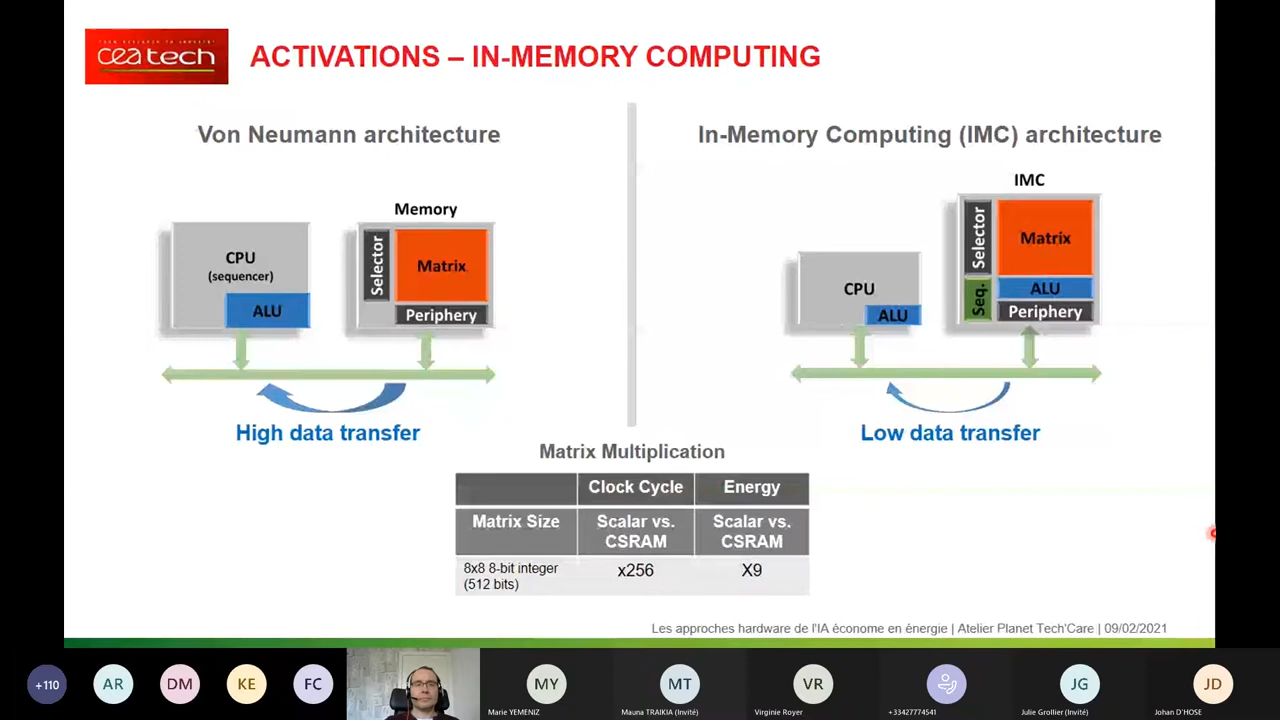 FROM RESEARCH TO INDUSTRY
cea tech
ACTIVATIONS – IN-MEMORY COMPUTING
Von Neumann architecture
In-Memory Computing (IMC) architecture
Memory
CPU
(sequencer)
ALU
Selector
Matrix
Periphery
High data transfer
IMC
CPU
ALU
Selector
Matrix
Seq.
ALU
Periphery
Low data transfer
Matrix Multiplication
Clock Cycle Energy
Matrix Size Scalar vs. CSRAM Scalar vs. CSRAM
8x8 8-bit integer (512 bits) x256 X9
Les approches hardware de l'IA économe en énergie | Atelier Planet Tech'Care | 09/02/2021
+110 AR DM KE FC MY MT VR JG JD
Marie YEMENIZ Mauna TRAIKIA (Invité) Virginie Royer +33427774541 Julie Grollier (Invité) Johan D'HOSE